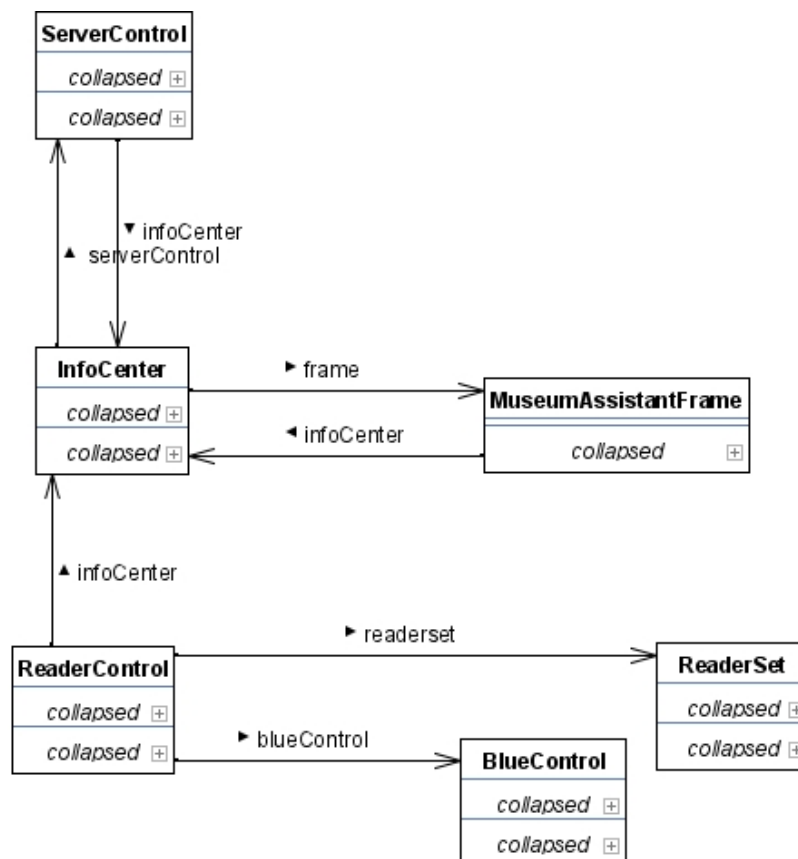 ServerControl
collapsed
collapsed
infoCenter
serverControl
InfoCenter
collapsed
collapsed
frame
infoCenter
MuseumAssistantFrame
collapsed
infoCenter
ReaderControl
collapsed
collapsed
readerset
ReaderSet
collapsed
collapsed
blueControl
BlueControl
collapsed
collapsed